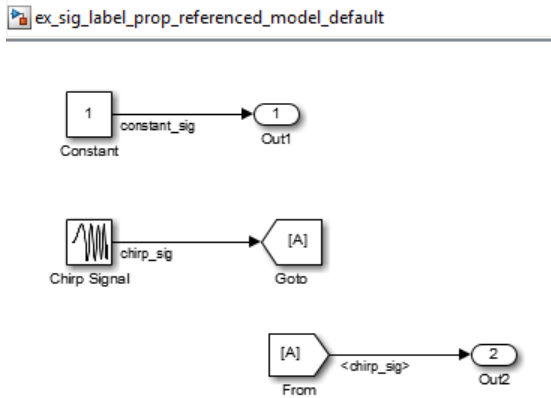 ex_sig_label_prop_referenced_model_default
1
constant_sig
1
Constant
Out1
[A]
chirp_sig
Chirp Signal
Goto
[A]
<chirp_sig>
2
From
Out2